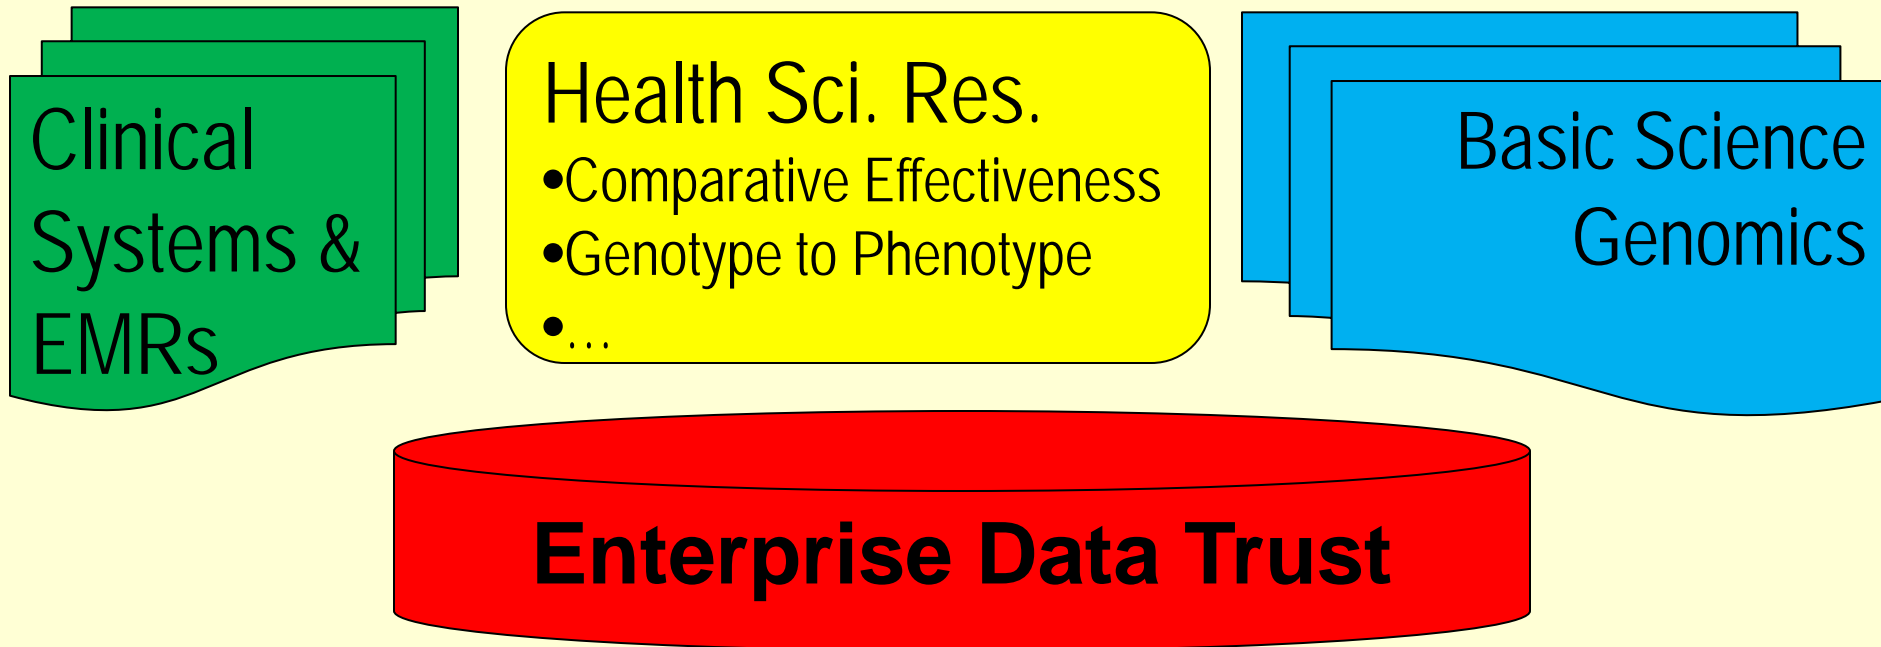 Clinical
Systems &
EMRs
Health Sci. Res.
•Comparative Effectiveness
•Genotype to Phenotype
•…
Basic Science
Genomics
Enterprise Data Trust